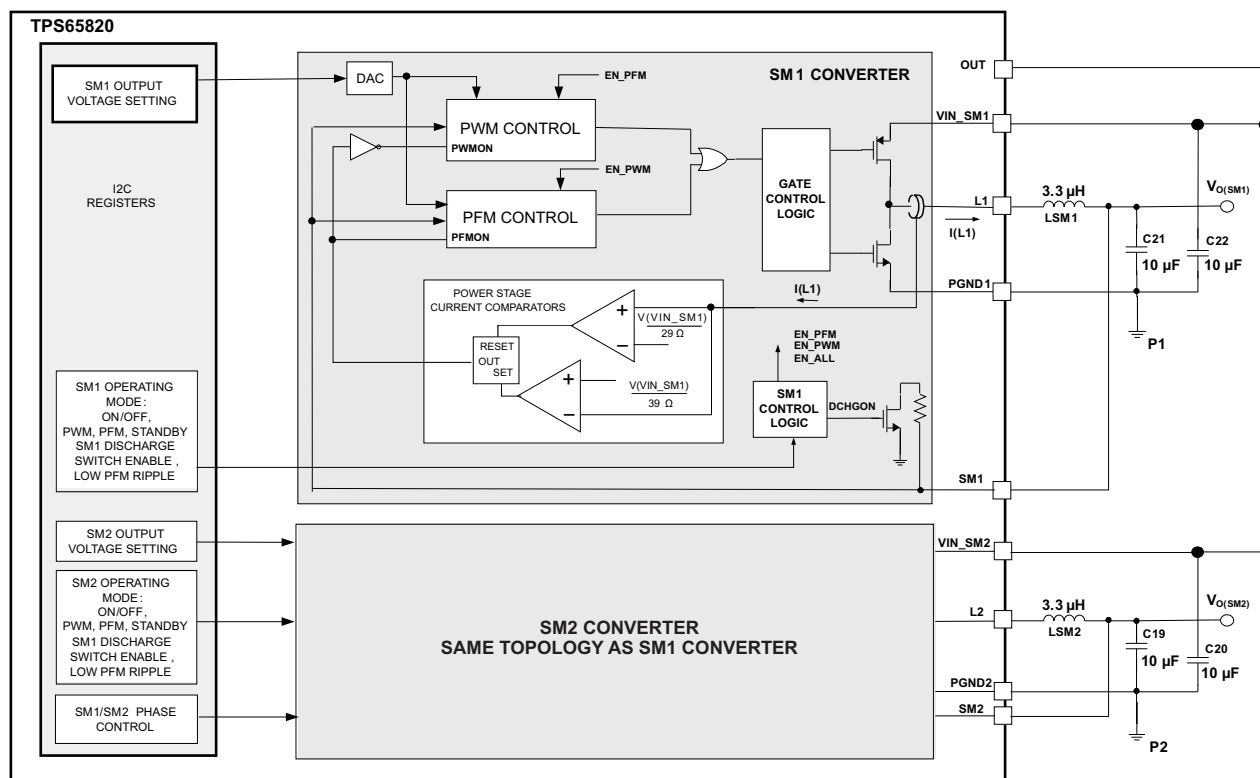 TPS65820
SM1 OUTPUT
VOLTAGE SETTING
I2C
REGISTERS
SM1 OPERATING
MODE:
ON/OFF,
PWM, PFM, STANDBY
SM1 DISCHARGE
SWITCH ENABLE ,
LOW PFM RIPPLE
SM2 OUTPUT
VOLTAGE SETTING
SM2 OPERATING
MODE:
ON/OFF,
PWM, PFM, STANDBY
SM1 DISCHARGE
SWITCH ENABLE ,
LOW PFM RIPPLE
SM1/SM2 PHASE
CONTROL
DAC
EN_PFM
SM1 CONVERTER
PWM CONTROL
PWMON
EN_PWM
PFM CONTROL
PFMON
GATE
CONTROL
LOGIC
POWER STAGE
CURRENT COMPARATORS
RESET
OUT
SET
+
−
V(VIN_SM1)
29 Ω
+
−
V(VIN_SM1)
39 Ω
I(L1)
EN_PFM
EN_PWM
EN_ALL
SM1
CONTROL
LOGIC
DCHGON
OUT
VIN_SM1
L1
I(L1)
PGND1
SM1
3.3 µH
LSM1
VO(SM1)
C21
10 µF
C22
10 µF
P1
SM2 CONVERTER
SAME TOPOLOGY AS SM1 CONVERTER
VIN_SM2
L2
PGND2
SM2
3.3 µH
LSM2
VO(SM2)
C19
10 µF
C20
10 µF
P2